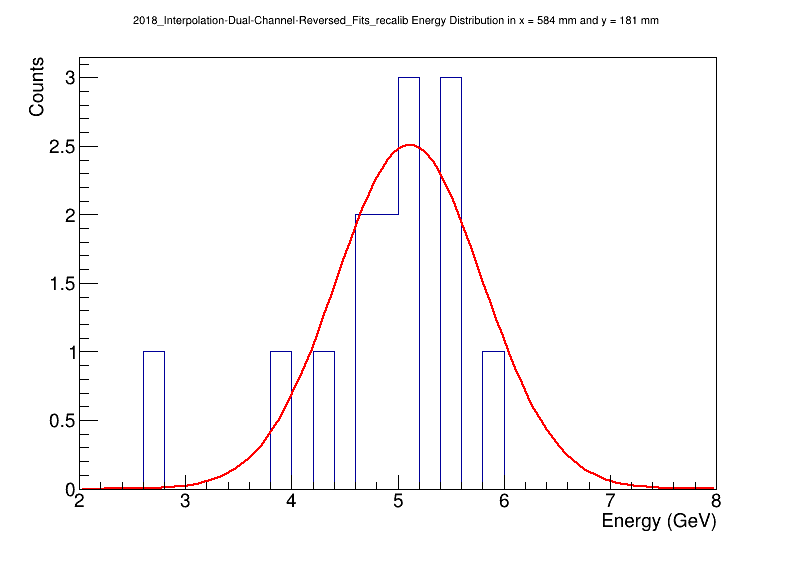 2018_Interpolation-Dual-Channel-Reversed_Fits_recalib Energy Distribution in x = 584 mm and y = 181 mm
Counts
3
2.5
2
1.5
1
0.5
0
2 3 4 5 6 7 8
Energy (GeV)